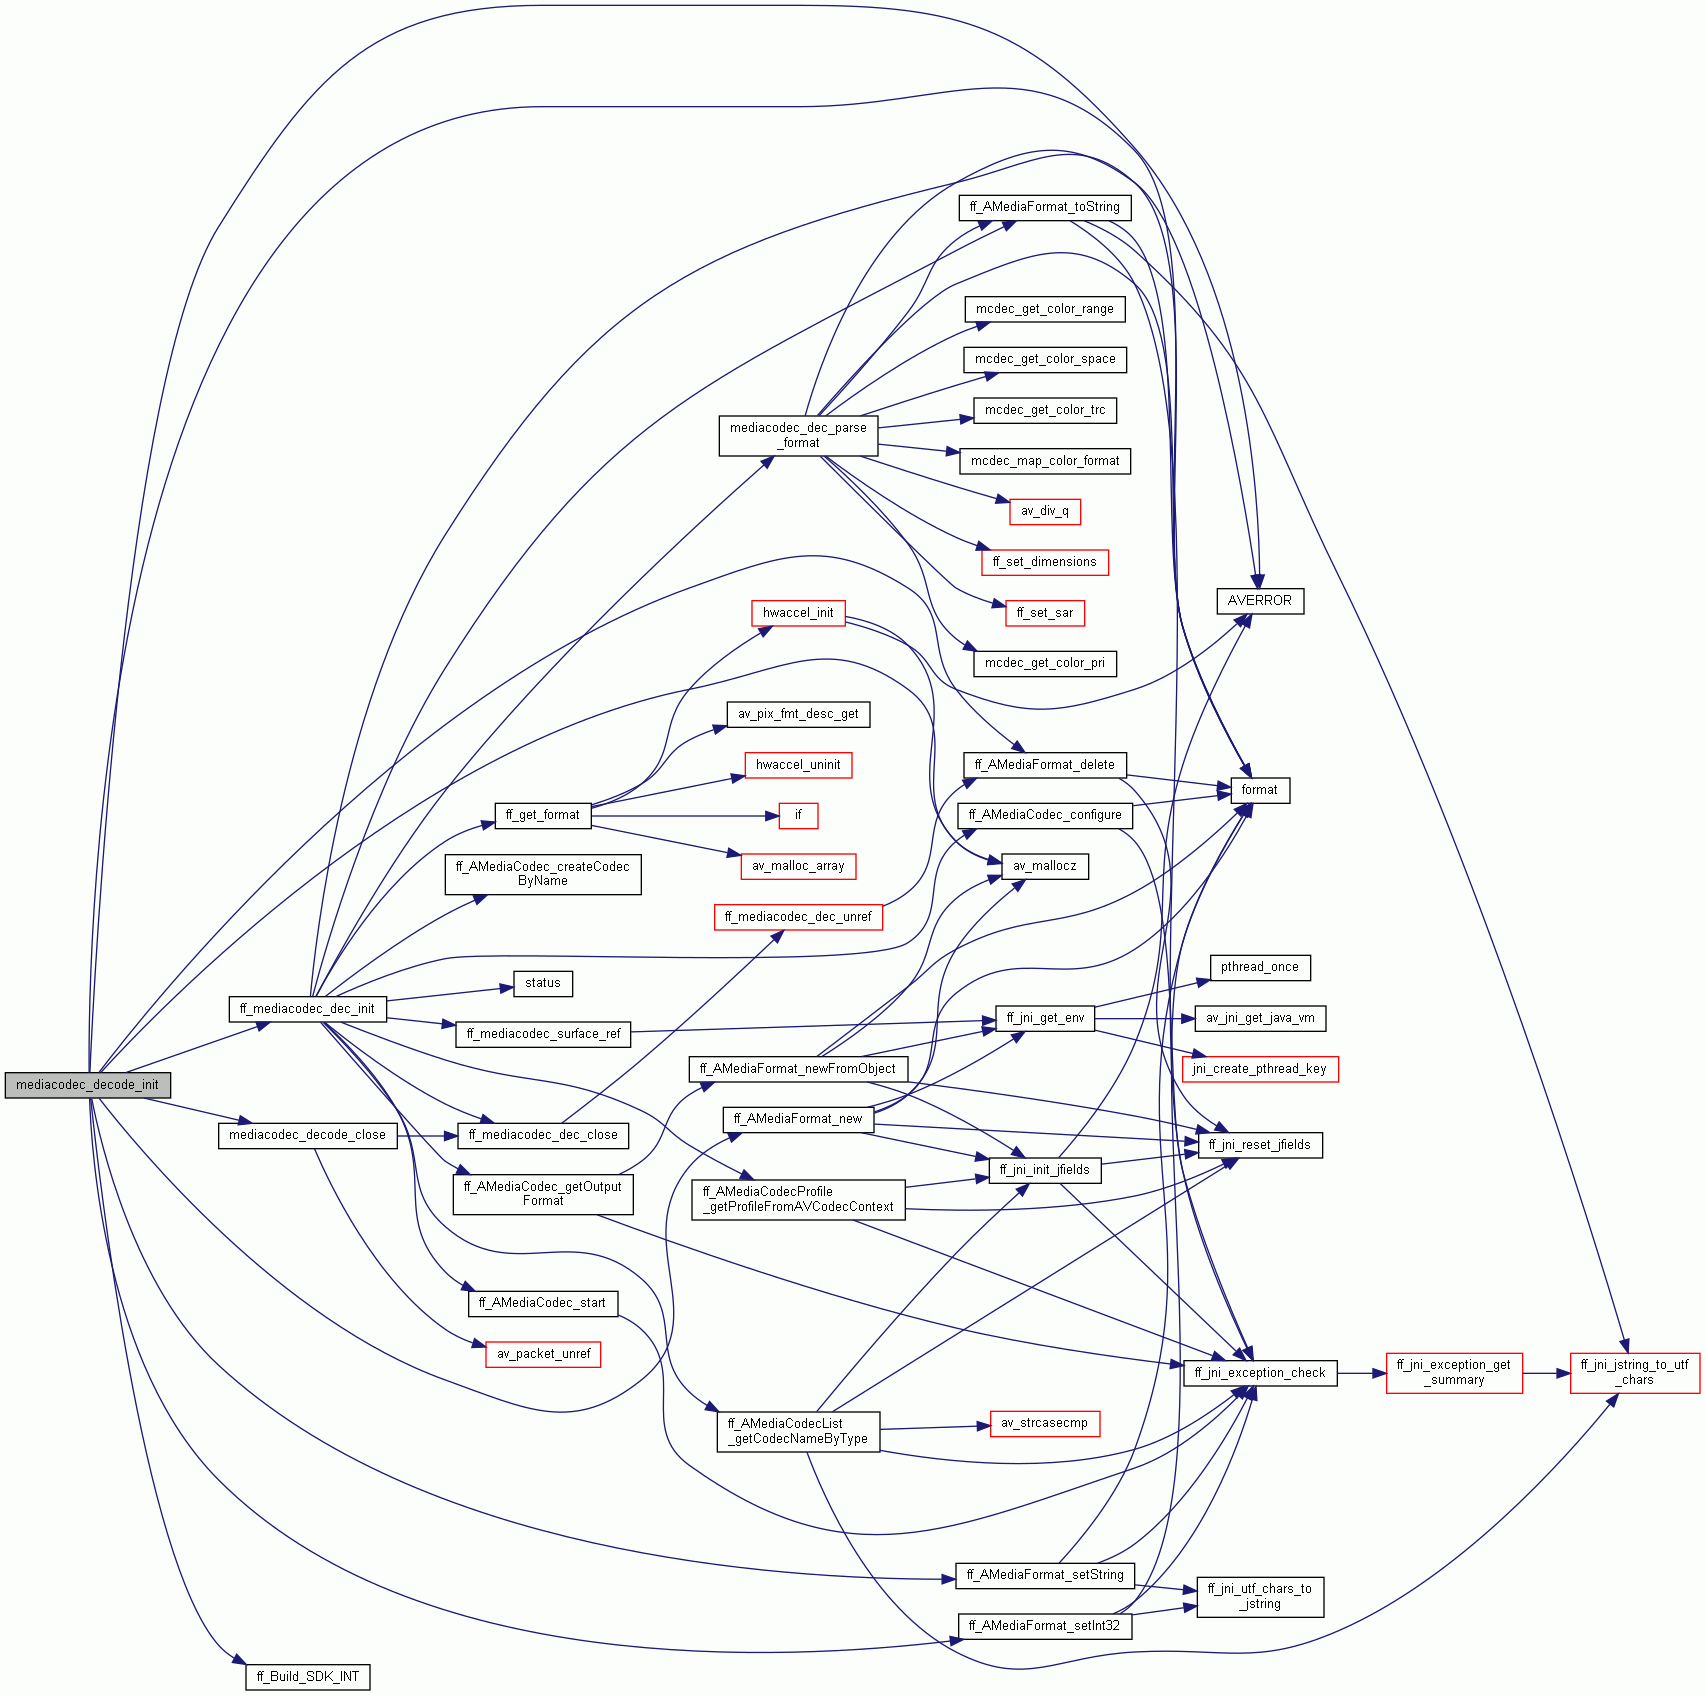 ff_AMediaFormat_toString
mcdec_get_color_range
mcdec_get_color_space
mcdec_get_color_trc
mediacodec_dec_parse
_format
mcdec_map_color_format
av_div_q
ff_set_dimensions
AVERROR
hwaccel_init
ff_set_sar
mcdec_get_color_pri
av_pix_fmt_desc_get
hwaccel_uninit
ff_AMediaFormat_delete
format
ff_get_format
if
ff_AMediaCodec_configure
ff_AMediaCodec_createCodec
ByName
av_malloc_array
av_mallocz
ff_mediacodec_dec_unref
pthread_once
status
ff_mediacodec_dec_init
ff_mediacodec_surface_ref
ff_jni_get_env
av_jni_get_java_vm
ff_AMediaFormat_newFromObject
jni_create_pthread_key
mediacodec_decode_init
ff_AMediaFormat_new
mediacodec_decode_close
ff_mediacodec_dec_close
ff_jni_reset_jfields
ff_jni_init_jfields
ff_AMediaCodec_getOutput
Format
ff_AMediaCodecProfile
_getProfileFromAVCodecContext
ff_AMediaCodec_start
av_packet_unref
ff_jni_exception_check
ff_jni_exception_get
_summary
ff_jni_jstring_to_utf
_chars
ff_AMediaCodecList
_getCodecNameByType
av_strcasecmp
ff_AMediaFormat_setString
ff_jni_utf_chars_to
_jstring
ff_AMediaFormat_setInt32
ff_Build_SDK_INT